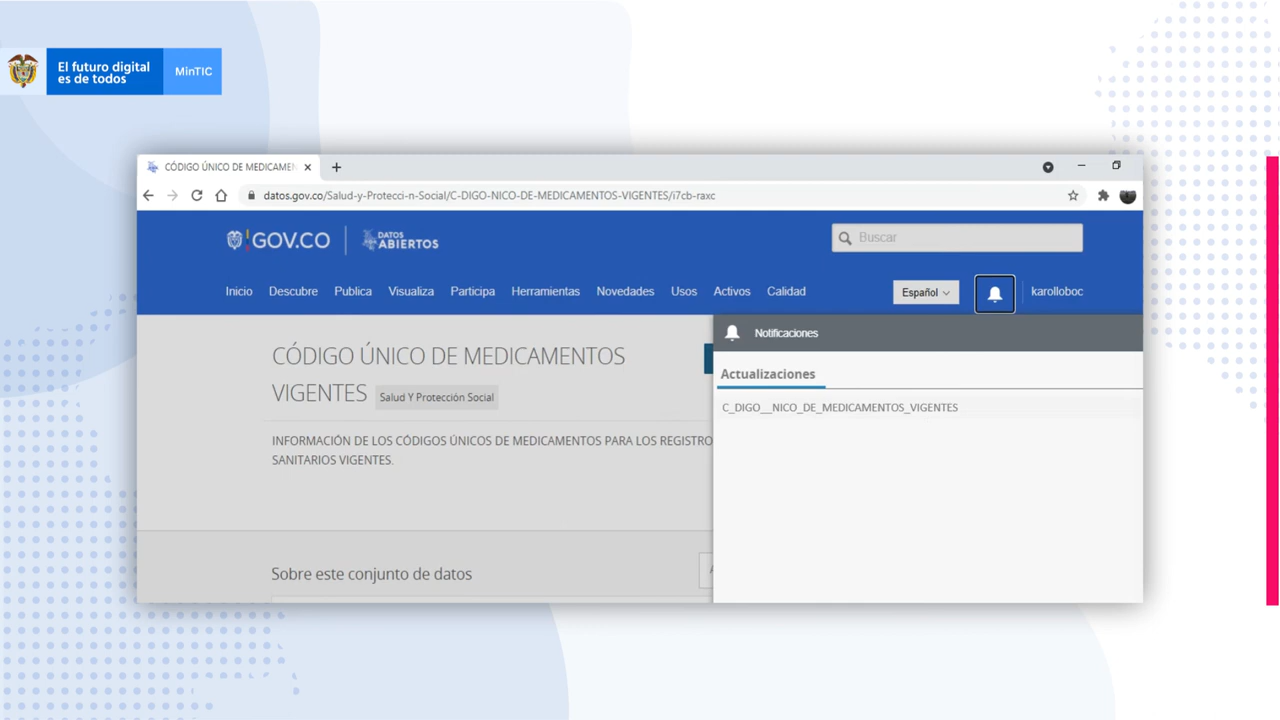 El futuro digital
es de todos
MinTIC
CÓDIGO ÚNICO DE MEDICAMEN
datos.gov.co/Salud-y-Protecci-n-Social/C-DIGO-NICO-DE-MEDICAMENTOS-VIGENTES/i7cb-raxc
GOV.CO
DATOS
ABIERTOS
Buscar
Inicio Descubre Publica Visualiza Participa Herramientas Novedades Usos Activos Calidad Español karolloboc
Notificaciones
Actualizaciones
C_DIGO__NICO_DE_MEDICAMENTOS_VIGENTES
CÓDIGO ÚNICO DE MEDICAMENTOS
VIGENTES Salud Y Protección Social
INFORMACIÓN DE LOS CÓDIGOS ÚNICOS DE MEDICAMENTOS PARA LOS REGISTRO
SANITARIOS VIGENTES.
Sobre este conjunto de datos